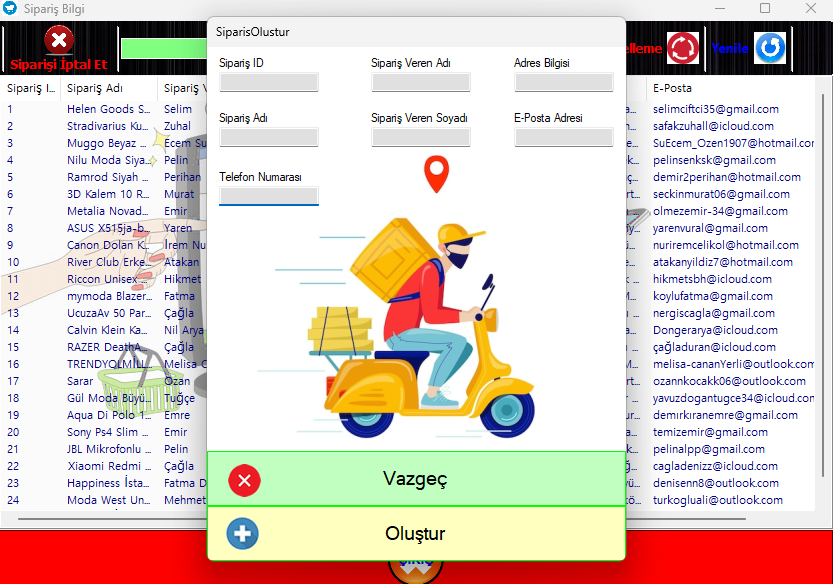 Sipariş Bilgi
SiparisOlustur
Siparişi İptal Et
elleme
Yenile
Sipariş ID
Sipariş Veren Adı
Adres Bilgisi
Sipariş Adı
Sipariş Veren Soyadı
E-Posta Adresi
Telefon Numarası
Vazgeç
Oluştur
Sipariş I... Sipariş Adı Sipariş V E-Posta
1 Helen Goods S... Selim selimciftci35@gmail.com
2 Stradivarius Ku... Zuhal safakzuhall@icloud.com
3 Muggo Beyaz ... Ecem Su SuEcem_Ozen1907@hotmail.com
4 Nilu Moda Siya... Pelin pelinsenksk@gmail.com
5 Ramrod Siyah ... Perihan demir2perihan@hotmail.com
6 3D Kalem 10 R... Murat seckinmurat06@gmail.com
7 Metalia Novad... Emir olmezemir-34@gmail.com
8 ASUS X515ja-b... Yaren yarenvural@gmail.com
9 Canon Dolan K... İrem Nu nuriremcelikol@hotmail.com
10 River Club Erke... Atakan atakanyildiz7@hotmail.com
11 Riccon Unisex ... Hikmet hikmetsbh@icloud.com
12 mymoda Blazer... Fatma koylufatma@gmail.com
13 UcuzaAv 50 Par... Çağla nergiscagla@gmail.com
14 Calvin Klein Ka... Nil Arya Dongerarya@icloud.com
15 RAZER DeathA... Çağla çağladuran@icloud.com
16 TRENDYOLMİLL... Melisa C melisa-cananYerli@outlook.com
17 Sarar Ozan ozannkocakk06@outlook.com
18 Gül Moda Büyü... Tuğçe yavuzdogantugce34@icloud.com
19 Aqua Di Polo 1... Emre demırkıranemre@gmail.com
20 Sony Ps4 Slim ... Emir temizemir@gmail.com
21 JBL Mikrofonlu ... Pelin pelinalpp@gmail.com
22 Xiaomi Redmi ... Çağla cagladenizz@icloud.com
23 Happiness İsta... Fatma D denisenn8@outlook.com
24 Moda West Un... Mehmet turkogluali@outlook.com